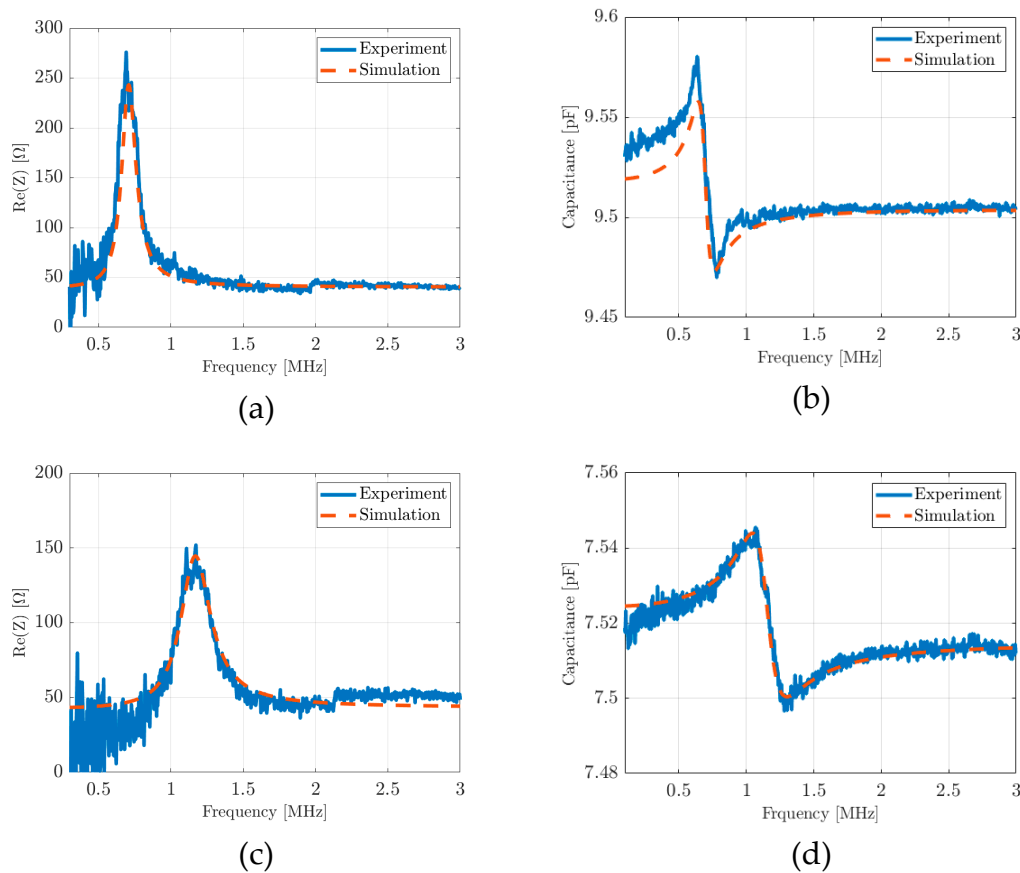 300
250
200
150
100
50
0
Re(Z) [Ω]
0.5 1 1.5 2 2.5 3
Frequency [MHz]
Experiment
Simulation
(a)
9.6
9.55
9.5
9.45
Capacitance [pF]
0.5 1 1.5 2 2.5 3
Frequency [MHz]
Experiment
Simulation
(b)
200
150
100
50
0
Re(Z) [Ω]
0.5 1 1.5 2 2.5 3
Frequency [MHz]
Experiment
Simulation
(c)
7.56
7.54
7.52
7.5
7.48
Capacitance [pF]
0.5 1 1.5 2 2.5 3
Frquency [MHz]
Experiment
Simulation
(d)